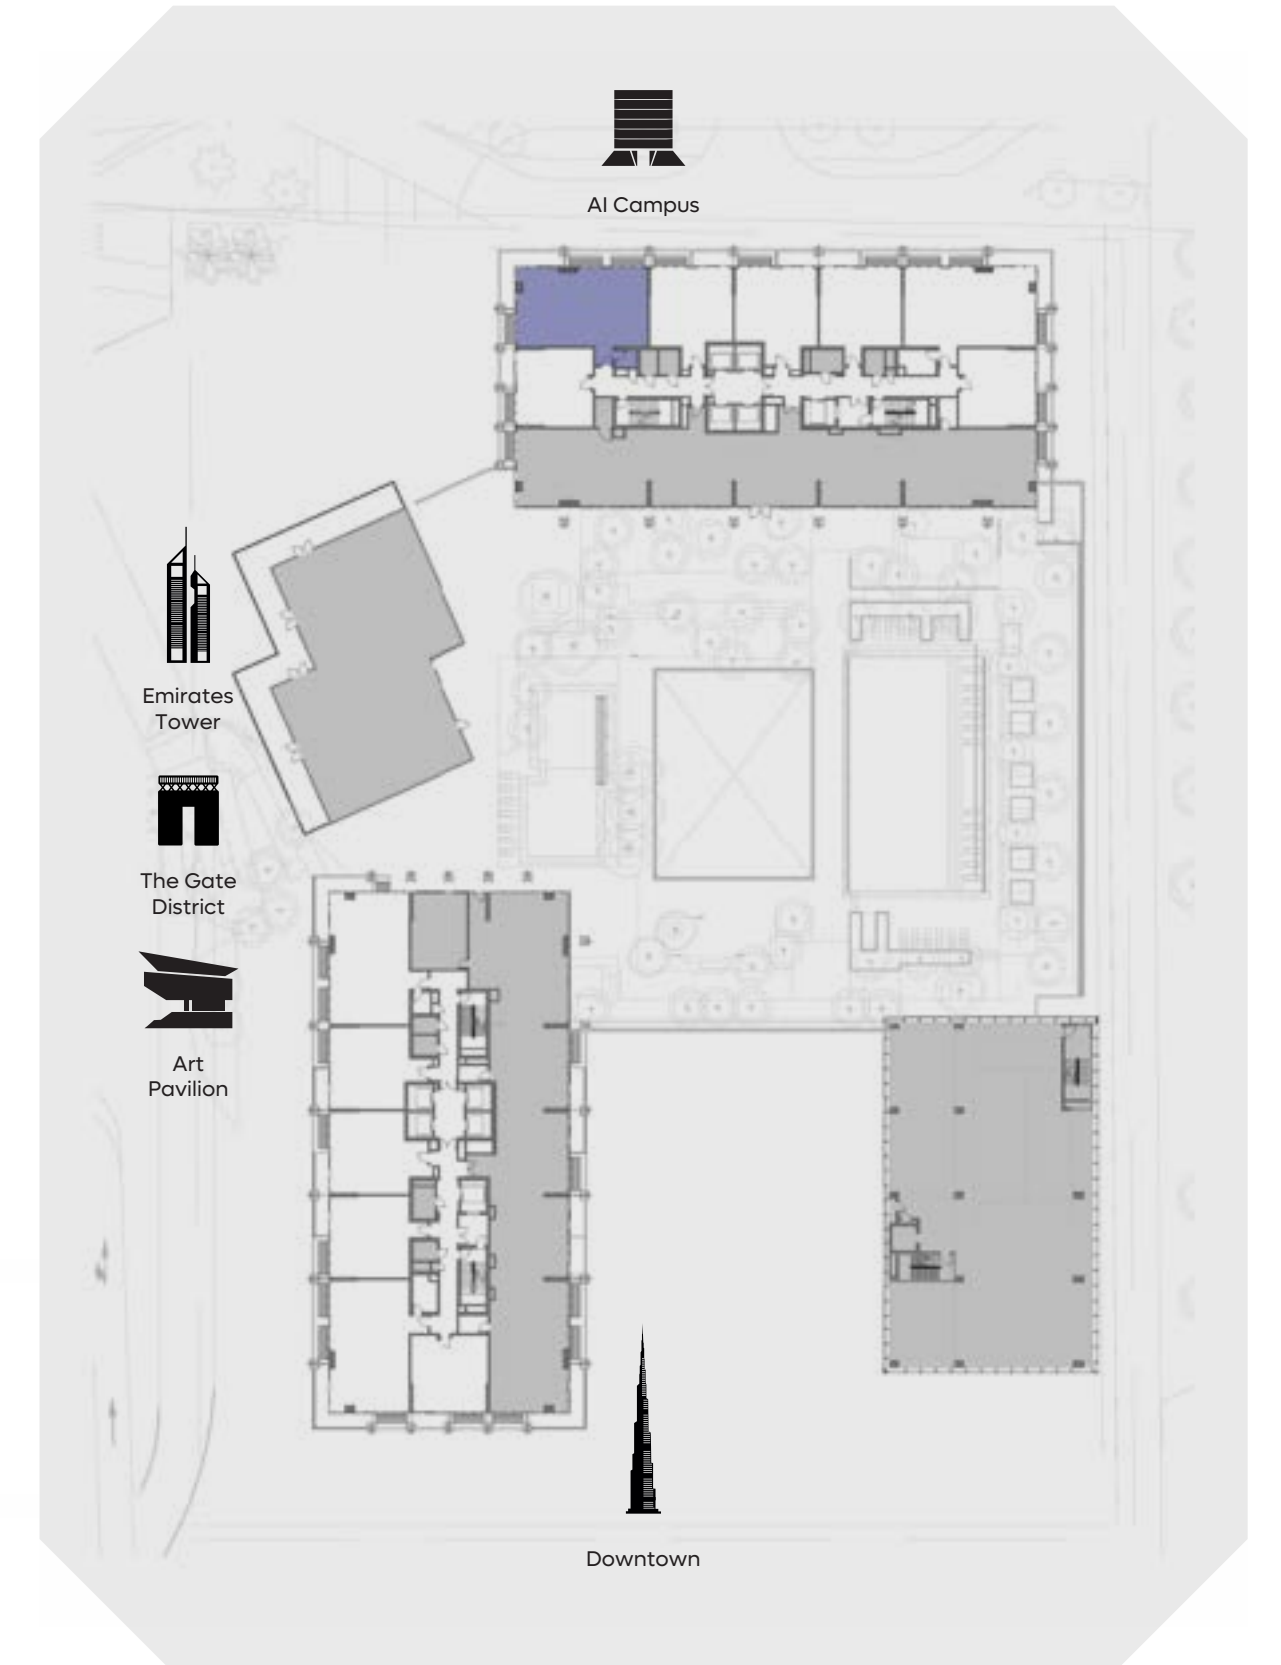 AI Campus
Emirates
Tower
The Gate
District
Art
Pavilion
Downtown